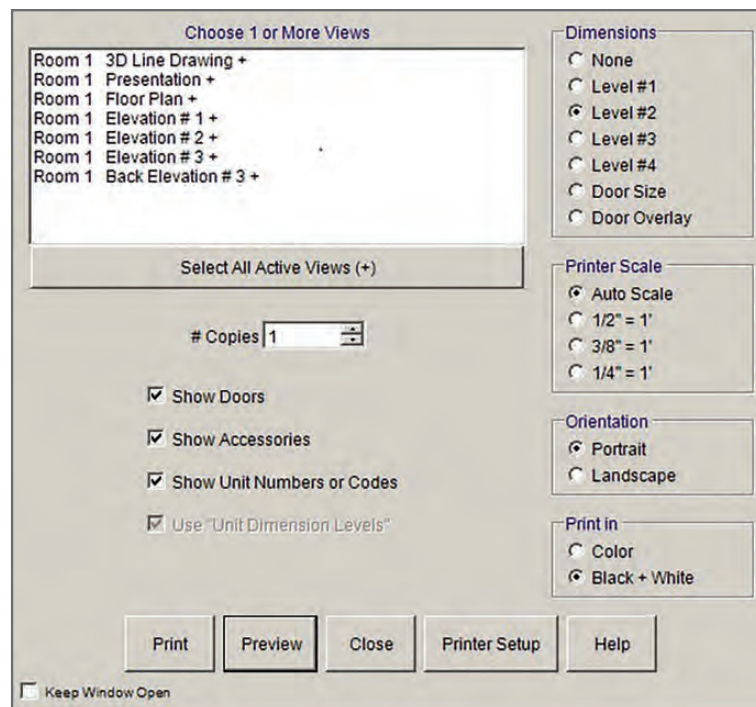 Choose 1 or More Views
Room 1 3D Line Drawing +
Room 1 Presentation +
Room 1 Floor Plan +
Room 1 Elevation # 1 +
Room 1 Elevation # 2 +
Room 1 Elevation # 3 +
Room 1 Back Elevation # 3 +
Select All Active Views (+)
# Copies 1
Show Doors
Show Accessories
Show Unit Numbers or Codes
Use "Unit Dimension Levels"
Dimensions
None
Level #1
Level #2
Level #3
Level #4
Door Size
Door Overlay
Printer Scale
Auto Scale
1/2" = 1'
3/8" = 1'
1/4" = 1'
Orientation
Portrait
Landscape
Print in
Color
Black + White
Print
Preview
Close
Printer Setup
Help
Keep Window Open